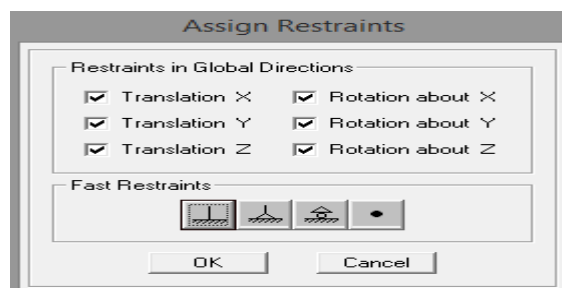 Assign Restraints
Restraints in Global Directions
Translation X Rotation about X
Translation Y Rotation about Y
Translation Z Rotation about Z
Fast Restraints
OK Cancel